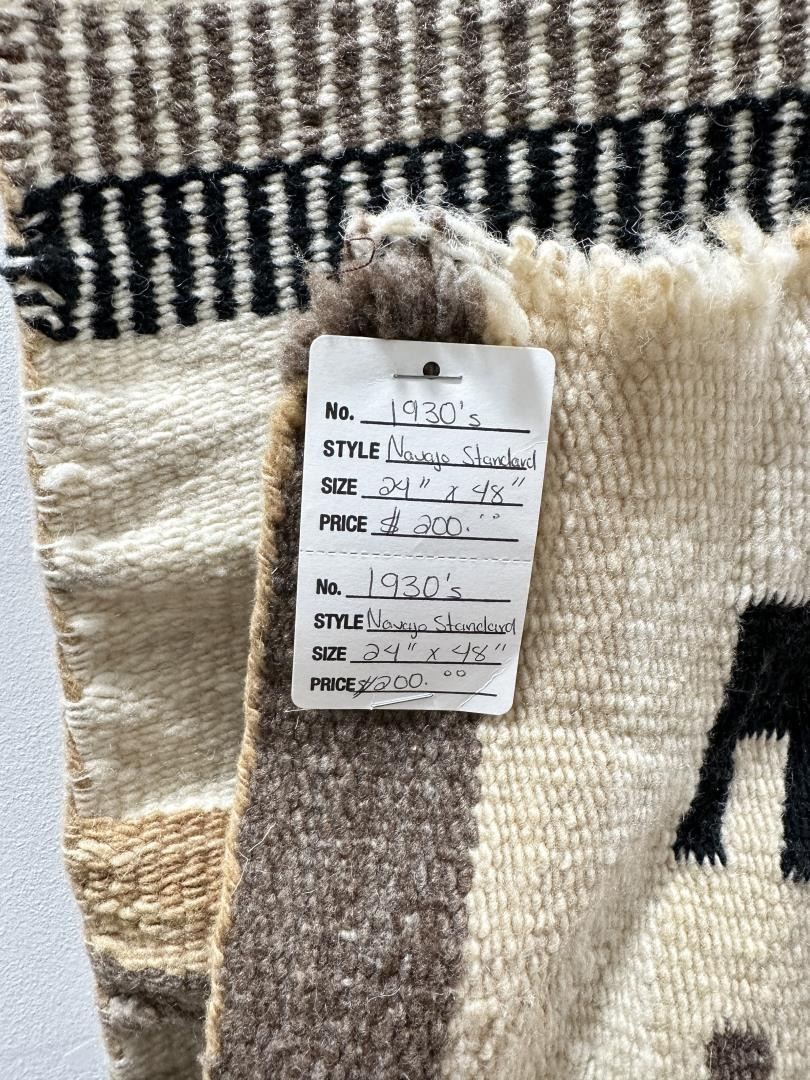 No. 1930's
STYLE Navajo Standard
SIZE 24" x 48"
PRICE $200.00
No. 1930's
STYLE Navajo Standard
SIZE 24" x 48"
PRICE $200.00